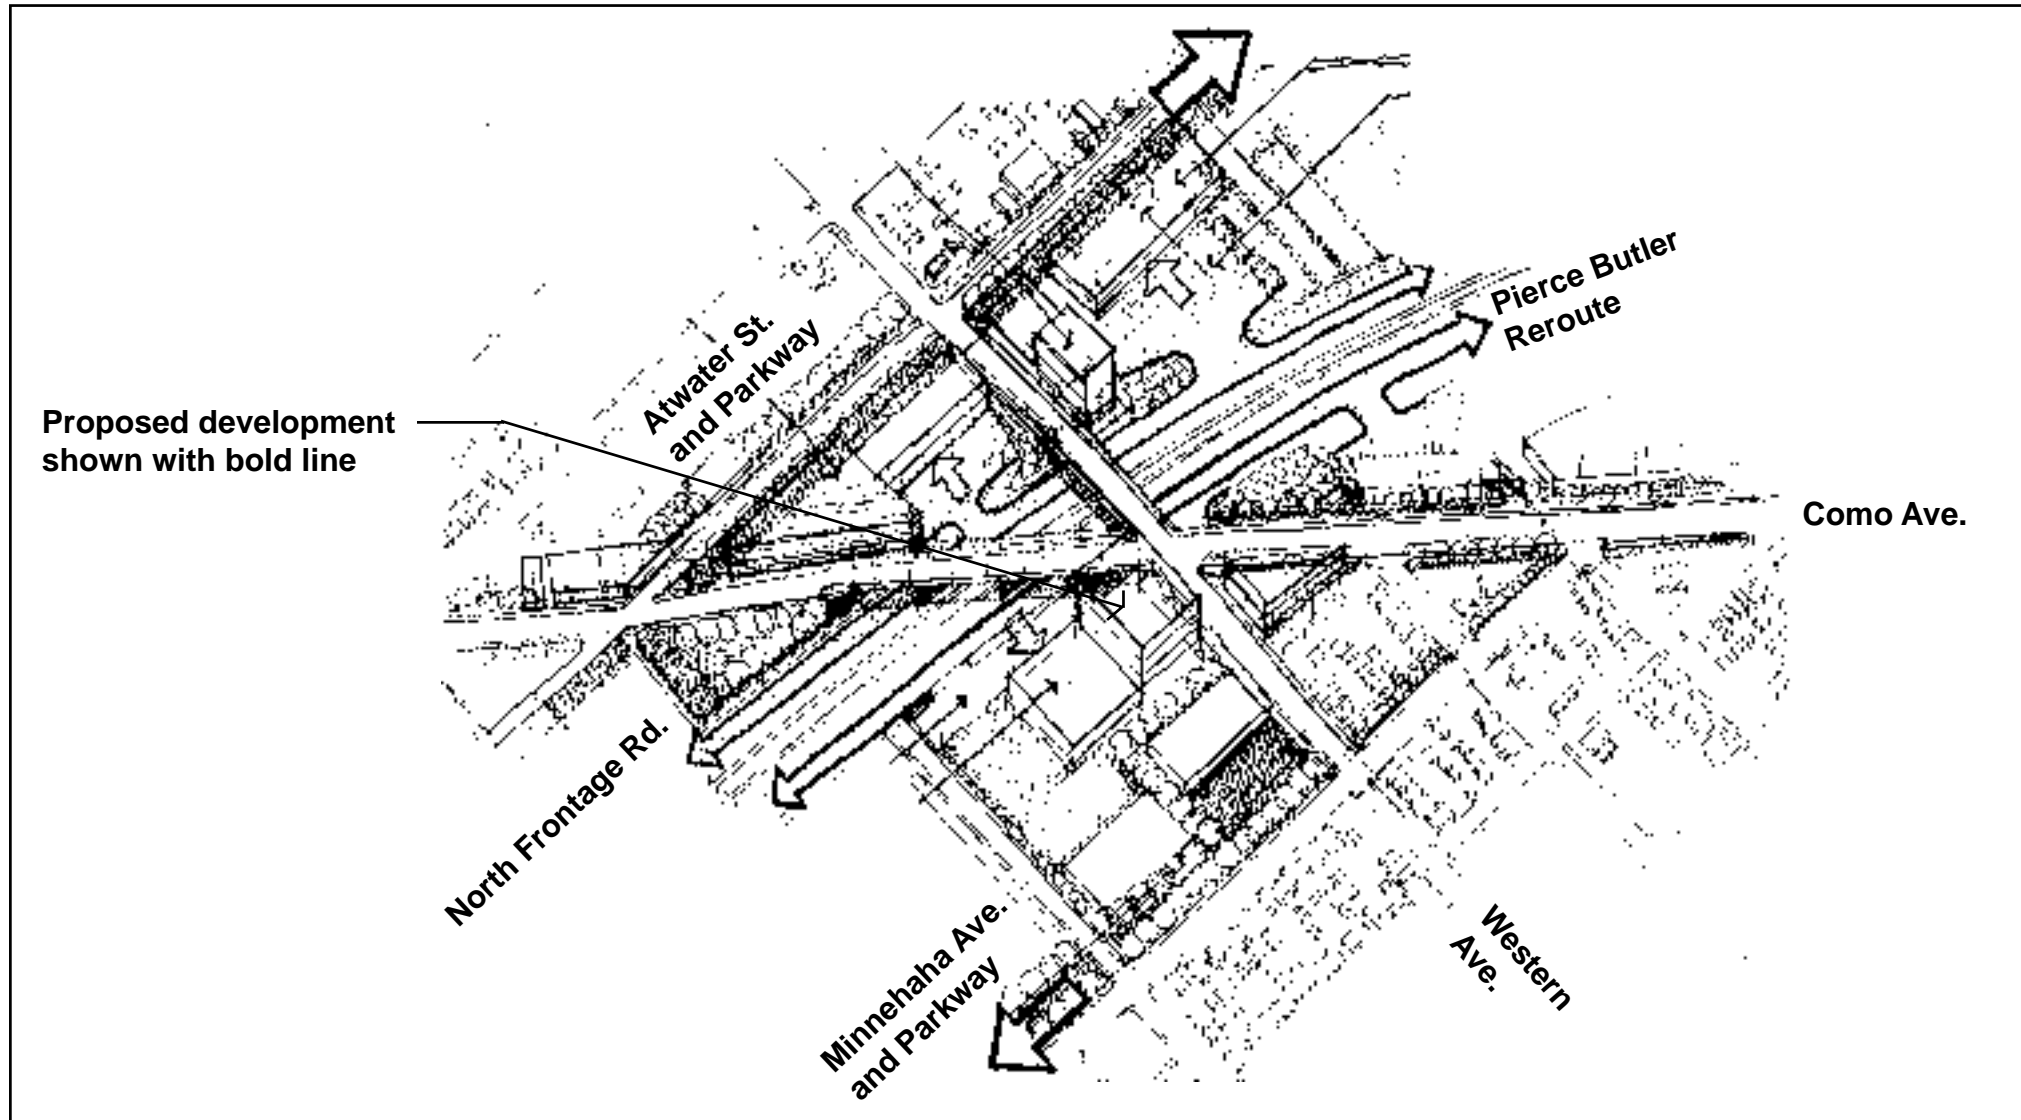 Pierce Butler
Reroute
Atwater St.
and Parkway
Proposed development
shown with bold line
Como Ave.
North Frontage Rd.
Minnehaha Ave.
and Parkway
Western
Ave.